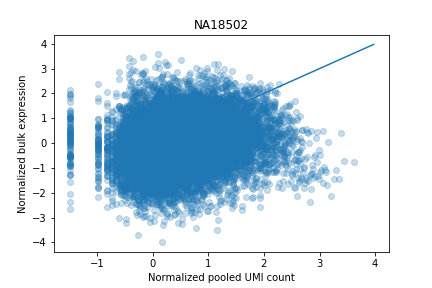 NA18502
4
3
2
1
0
−1
−2
−3
−4
Normalized bulk expression
−1 0 1 2 3 4
Normalized pooled UMI count